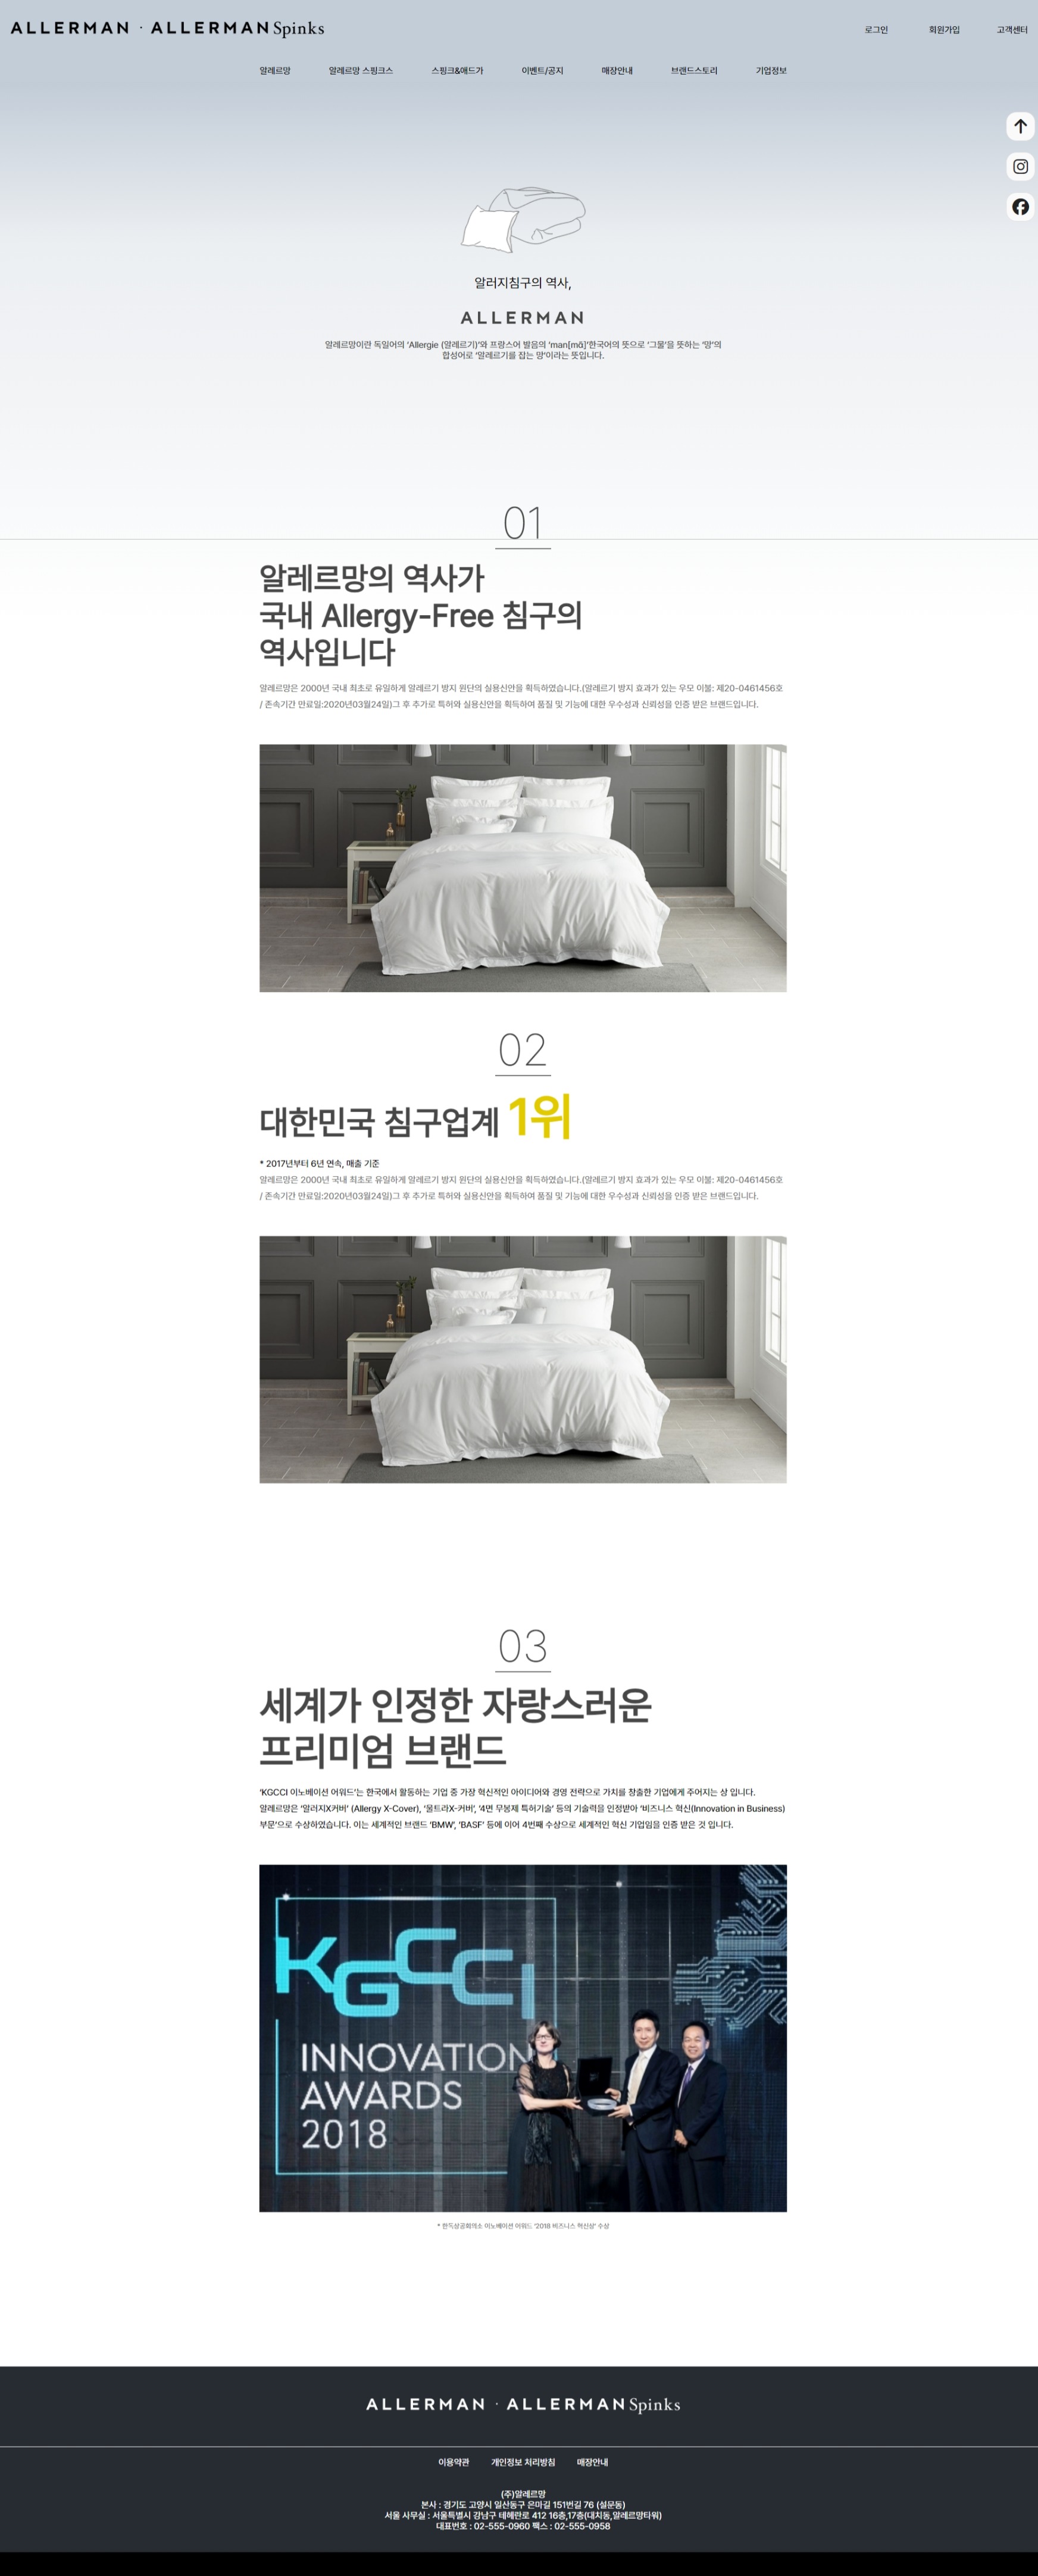 ALLERMAN · ALLERMAN Spinks
로그인 회원가입 고객센터
알레르망 알레르망 스핑크스 스핑크&애드가 이벤트/공지 매장안내 브랜드스토리 기업정보
알러지침구의 역사,
ALLERMAN
알레르망이란 독일어의 'Allergie (알레르기)'와 프랑스어 발음의 'man[mã]'한국어의 뜻으로 '그물'을 뜻하는 '망'의
합성어로 '알레르기를 잡는 망'이라는 뜻입니다.
01
알레르망의 역사가
국내 Allergy-Free 침구의
역사입니다
알레르망은 2000년 국내 최초로 유일하게 알레르기 방지 원단의 실용신안을 획득하였습니다.(알레르기 방지 효과가 있는 우모 이불: 제20-0461456호
/ 존속기간 만료일:2020년03월24일)그 후 추가로 특허와 실용신안을 획득하여 품질 및 기능에 대한 우수성과 신뢰성을 인증 받은 브랜드입니다.
02
대한민국 침구업계 1위
* 2017년부터 6년 연속, 매출 기준
알레르망은 2000년 국내 최초로 유일하게 알레르기 방지 원단의 실용신안을 획득하였습니다.(알레르기 방지 효과가 있는 우모 이불: 제20-0461456호
/ 존속기간 만료일:2020년03월24일)그 후 추가로 특허와 실용신안을 획득하여 품질 및 기능에 대한 우수성과 신뢰성을 인증 받은 브랜드입니다.
03
세계가 인정한 자랑스러운
프리미엄 브랜드
'KGCCI 이노베이션 어워드'는 한국에서 활동하는 기업 중 가장 혁신적인 아이디어와 경영 전략으로 가치를 창출한 기업에게 주어지는 상 입니다.
알레르망은 '알러지X커버' (Allergy X-Cover), '울트라X-커버', '4면 무봉제 특허기술' 등의 기술력을 인정받아 '비즈니스 혁신(Innovation in Business)
부문'으로 수상하였습니다. 이는 세계적인 브랜드 'BMW', 'BASF' 등에 이어 4번째 수상으로 세계적인 혁신 기업임을 인증 받은 것 입니다.
KGCCI
INNOVATION
AWARDS
2018
* 한독상공회의소 이노베이션 어워드 '2018 비즈니스 혁신상' 수상
ALLERMAN · ALLERMAN Spinks
이용약관 개인정보 처리방침 매장안내
(주)알레르망
본사 : 경기도 고양시 일산동구 은마길 151번길 76 (설문동)
서울 사무실 : 서울특별시 강남구 테헤란로 412 16층,17층(대치동,알레르망타워)
대표번호 : 02-555-0960 팩스 : 02-555-0958